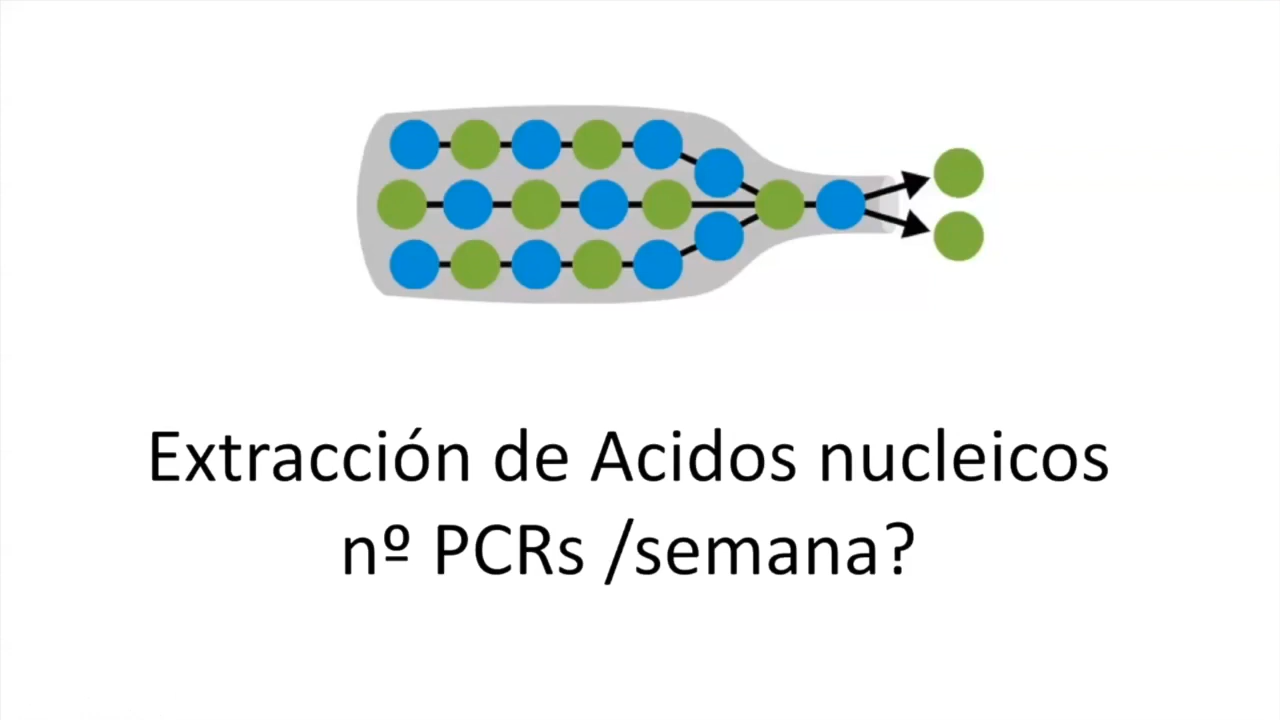 Extracción de Acidos nucleicos
nº PCRs /semana?